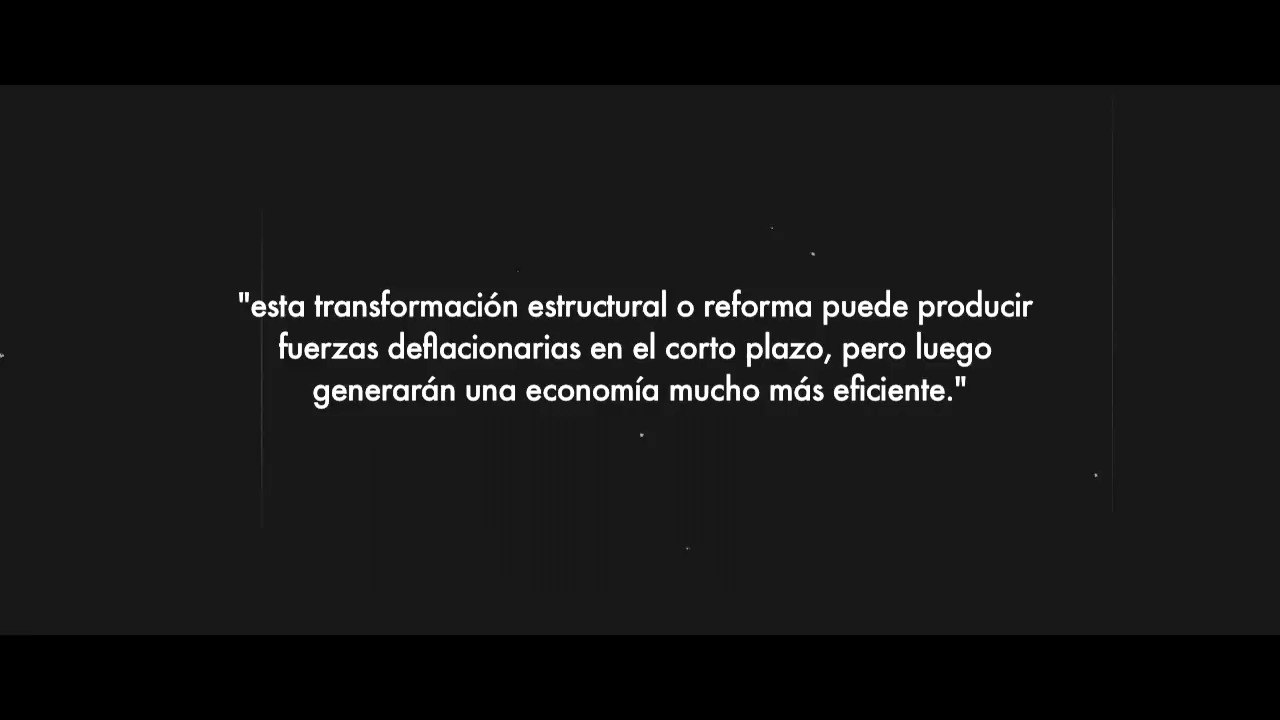 "esta transformación estructural o reforma puede producir
fuerzas deflacionarias en el corto plazo, pero luego
generarán una economía mucho más eficiente."